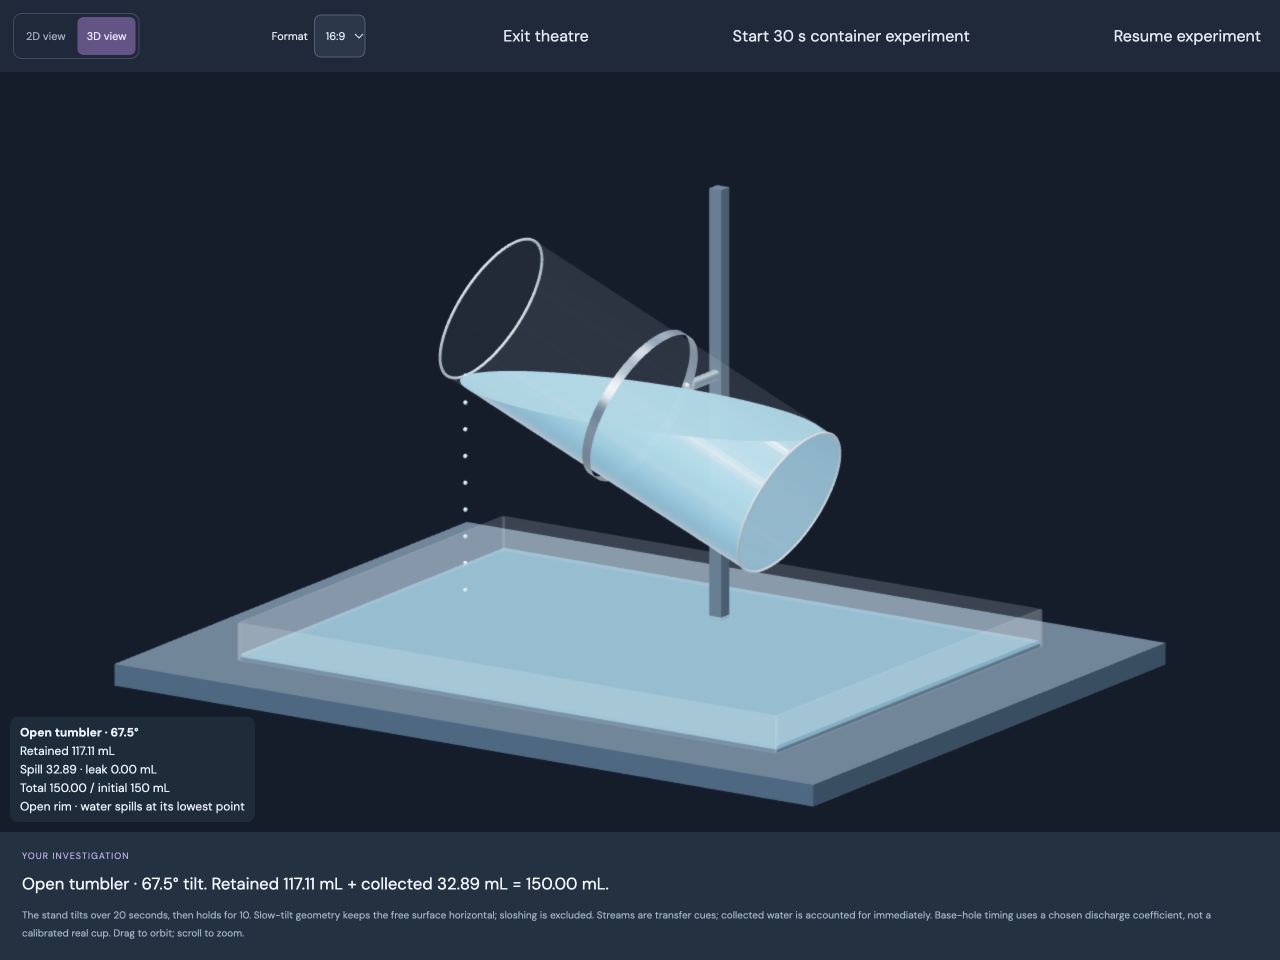 2D view
3D view
Format
16:9
Exit theatre
Start 30 s container experiment
Resume experiment
Open tumbler · 67.5°
Retained 117.11 mL
Spill 32.89 · leak 0.00 mL
Total 150.00 / initial 150 mL
Open rim · water spills at its lowest point
YOUR INVESTIGATION
Open tumbler · 67.5° tilt. Retained 117.11 mL + collected 32.89 mL = 150.00 mL.
The stand tilts over 20 seconds, then holds for 10. Slow-tilt geometry keeps the free surface horizontal; sloshing is excluded. Streams are transfer cues; collected water is accounted for immediately. Base-hole timing uses a chosen discharge coefficient, not a
calibrated real cup. Drag to orbit; scroll to zoom.